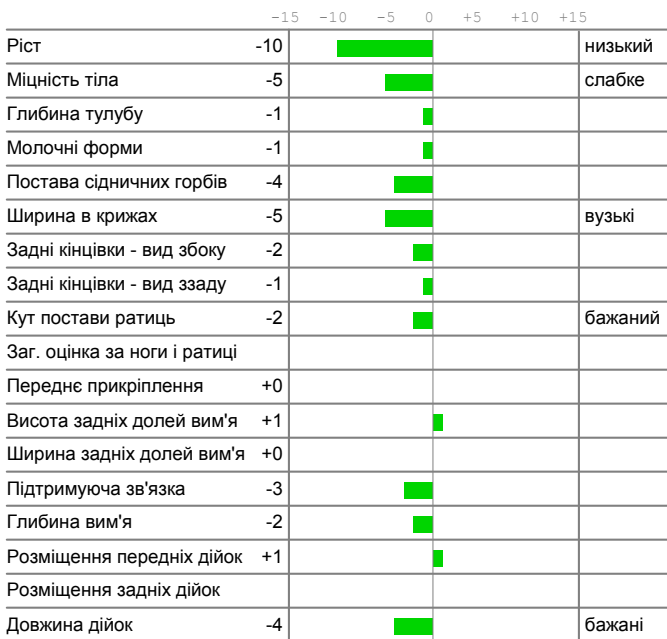 -15 -10 -5 0 +5 +10 +15
Ріст -10 низький
Міцність тіла -5 слабке
Глибина тулубу -1
Молочні форми -1
Постава сідничних горбів -4
Ширина в крижах -5 вузькі
Задні кінцівки - вид збоку -2
Задні кінцівки - вид ззаду -1
Кут постави ратиць -2 бажаний
Заг. оцінка за ноги і ратиці
Переднє прикріплення +0
Висота задніх долей вим'я +1
Ширина задніх долей вим'я +0
Підтримуюча зв'язка -3
Глибина вим'я -2
Розміщення передніх дійок +1
Розміщення задніх дійок
Довжина дійок -4 бажані